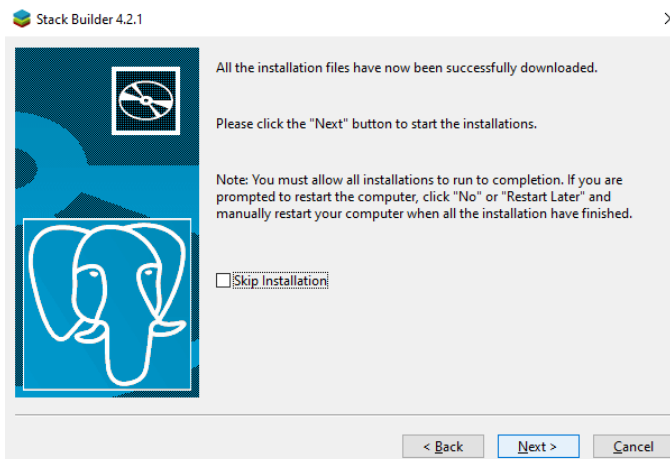 Stack Builder 4.2.1
All the installation files have now been successfully downloaded.
Please click the "Next" button to start the installations.
Note: You must allow all installations to run to completion. If you are
prompted to restart the computer, click "No" or "Restart Later" and
manually restart your computer when all the installation have finished.
Skip Installation
< Back
Next >
Cancel